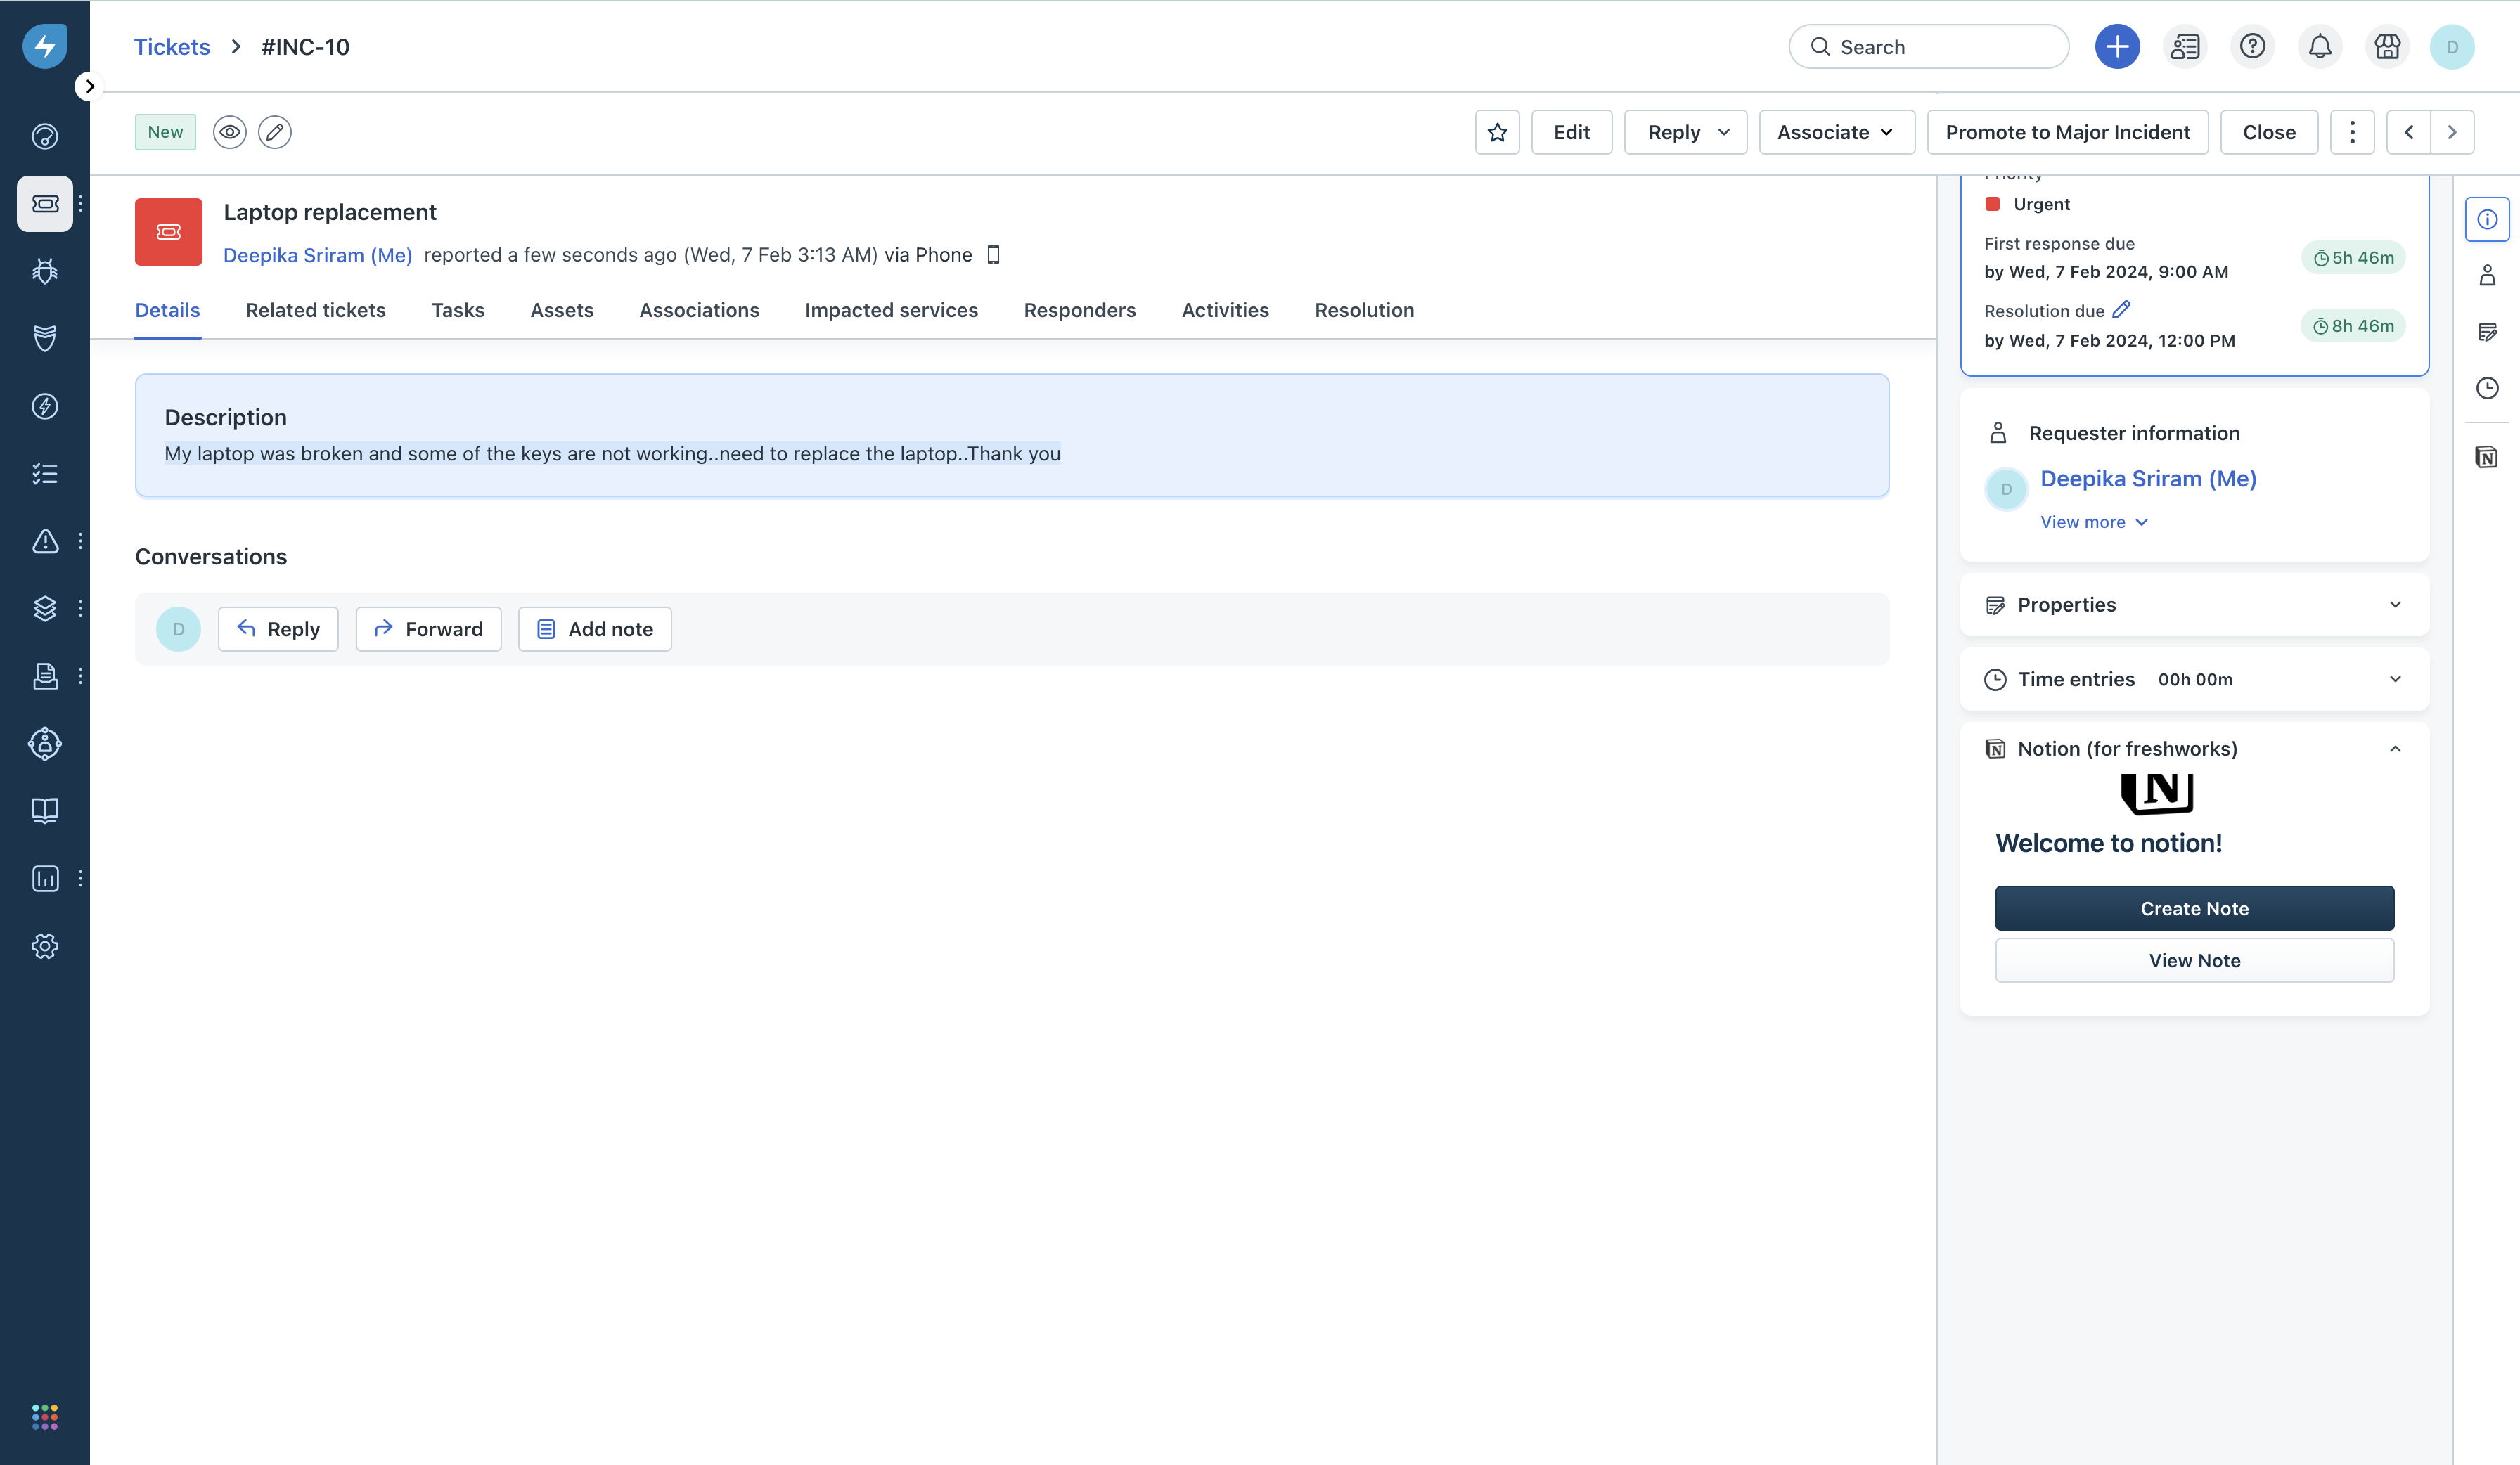 Tickets > #INC-10
Search
D
New
Edit
Reply
Associate
Promote to Major Incident
Close
Laptop replacement
Deepika Sriram (Me) reported a few seconds ago (Wed, 7 Feb 3:13 AM) via Phone
Details
Related tickets
Tasks
Assets
Associations
Impacted services
Responders
Activities
Resolution
Description
My laptop was broken and some of the keys are not working..need to replace the laptop..Thank you
Conversations
D
Reply
Forward
Add note
Priority
Urgent
First response due
by Wed, 7 Feb 2024, 9:00 AM
5h 46m
Resolution due
by Wed, 7 Feb 2024, 12:00 PM
8h 46m
Requester information
D
Deepika Sriram (Me)
View more
Properties
Time entries 00h 00m
N Notion (for freshworks)
N
Welcome to notion!
Create Note
View Note
N